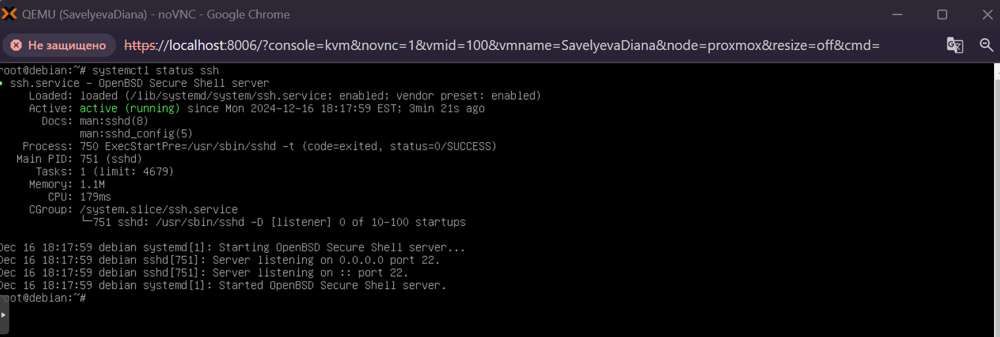 QEMU (SavelyevaDiana) - noVNC - Google Chrome
Не защищено https://localhost:8006/?console=kvm&novnc=1&vmid=100&vmname=SavelyevaDiana&node=proxmox&resize=off&cmd=
root@debian:~# systemctl status ssh
● ssh.service - OpenBSD Secure Shell server
Loaded: loaded (/lib/systemd/system/ssh.service; enabled; vendor preset: enabled)
Active: active (running) since Mon 2024-12-16 18:17:59 EST; 3min 21s ago
Docs: man:sshd(8)
man:sshd_config(5)
Process: 750 ExecStartPre=/usr/sbin/sshd -t (code=exited, status=0/SUCCESS)
Main PID: 751 (sshd)
Tasks: 1 (limit: 4679)
Memory: 1.1M
CPU: 179ms
CGroup: /system.slice/ssh.service
└─751 sshd: /usr/sbin/sshd -D [listener] 0 of 10-100 startups
Dec 16 18:17:59 debian systemd[1]: Starting OpenBSD Secure Shell server...
Dec 16 18:17:59 debian sshd[751]: Server listening on 0.0.0.0 port 22.
Dec 16 18:17:59 debian sshd[751]: Server listening on :: port 22.
Dec 16 18:17:59 debian systemd[1]: Started OpenBSD Secure Shell server.
root@debian:~#